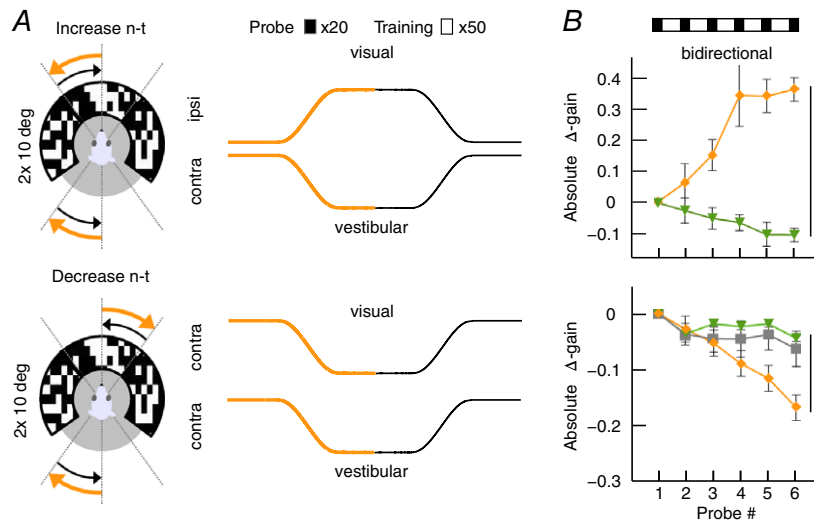 A
Increase n-t
Probe x20 Training x50
visual
2x 10 deg
ipsi
contra
vestibular
Decrease n-t
visual
2x 10 deg
contra
contra
vestibular
B
bidirectional
Absolute Δ-gain
0.4
0.3
0.2
0.1
0
−0.1
Absolute Δ-gain
0
−0.1
−0.2
−0.3
1 2 3 4 5 6
Probe #